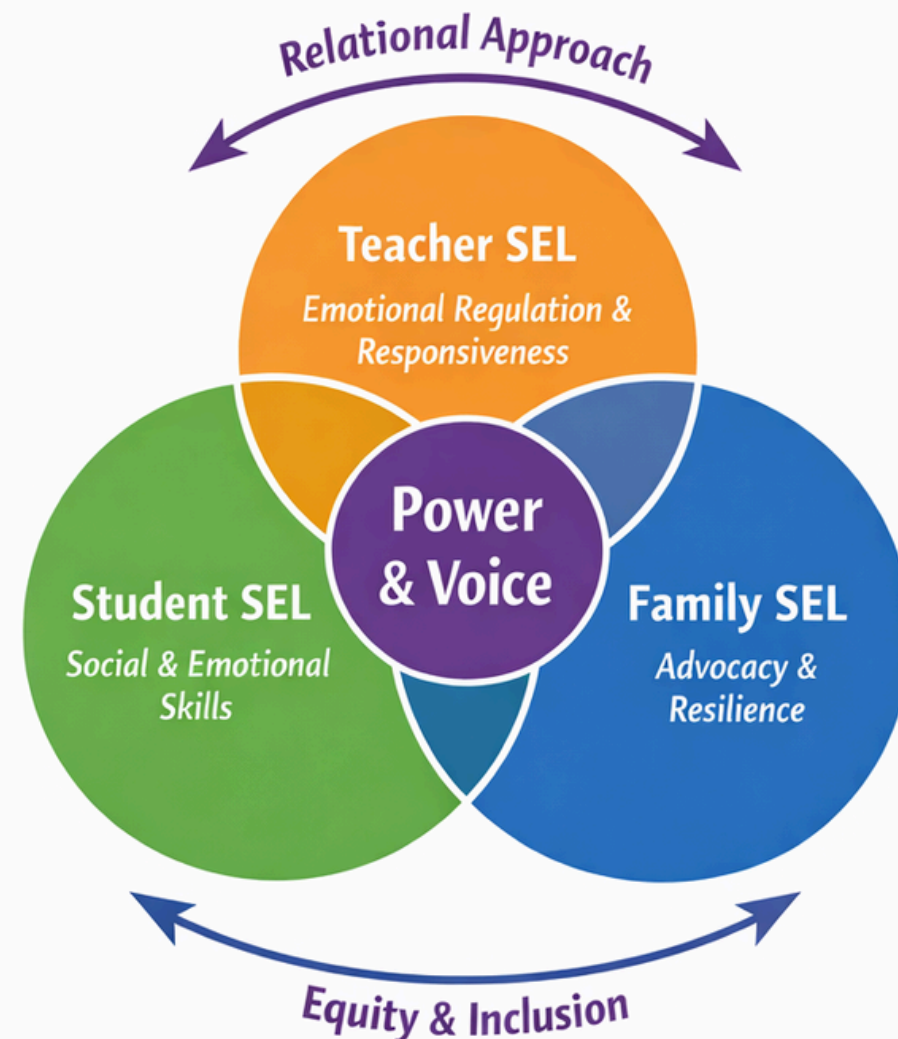 Relational Approach
Teacher SEL
Emotional Regulation &
Responsiveness
Power
& Voice
Student SEL
Social & Emotional
Skills
Family SEL
Advocacy &
Resilience
Equity & Inclusion